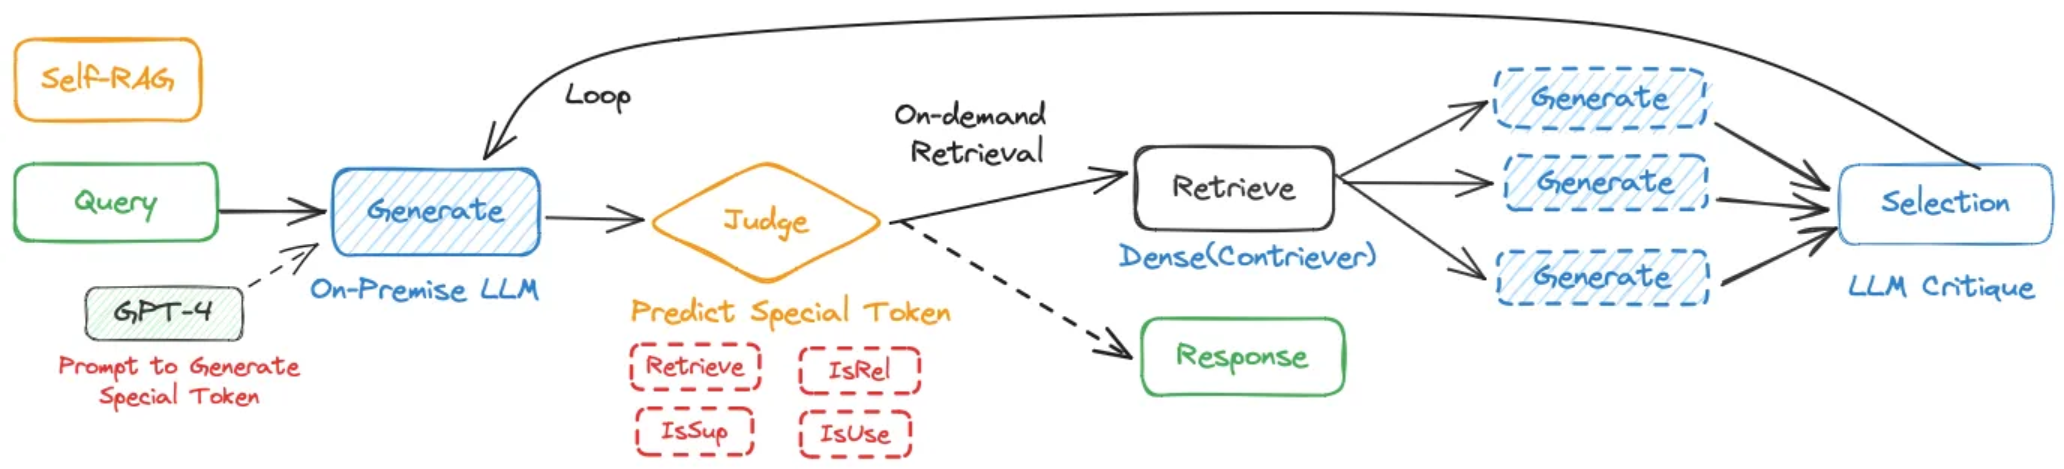 Self-RAG
Query
GPT-4
Prompt to Generate
Special Token
Generate
On-Premise LLM
Loop
Judge
Predict Special Token
Retrieve
IsRel
IsSup
IsUse
On-demand
Retrieval
Retrieve
Dense(Contriever)
Response
Generate
Generate
Generate
Selection
LLM Critique